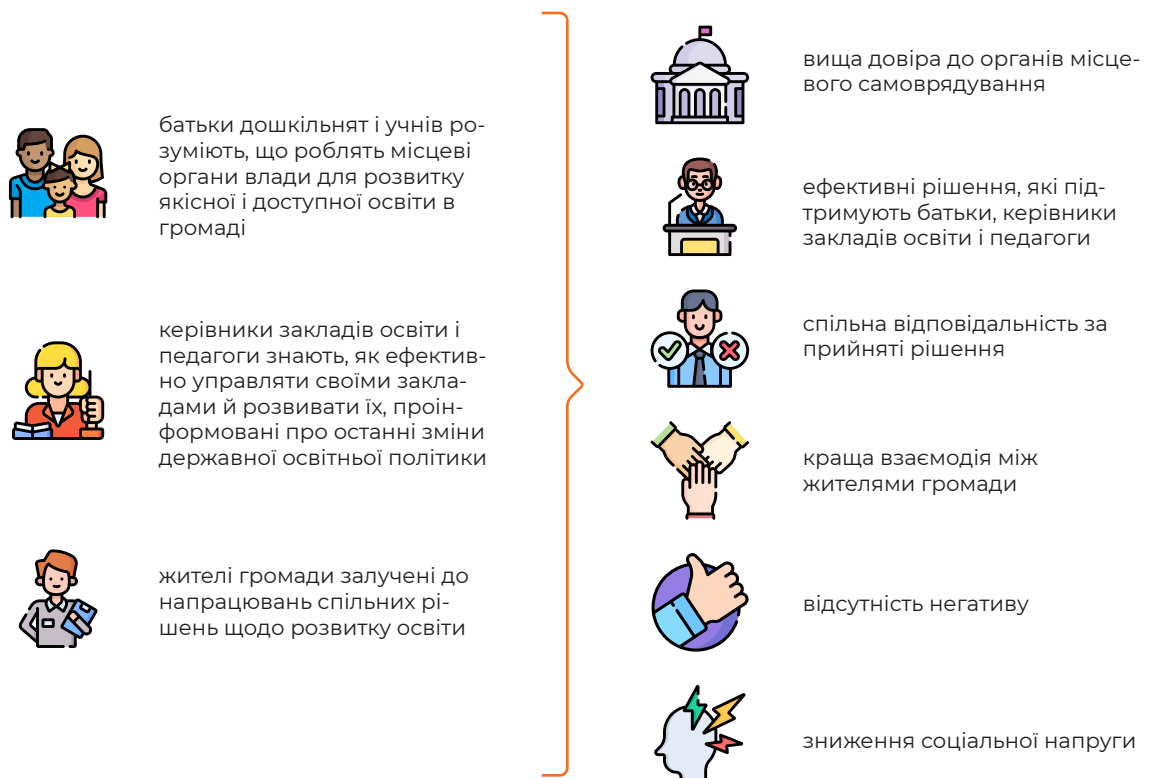 батьки дошкільнят і учнів ро-
зуміють, що роблять місцеві
органи влади для розвитку
якісної і доступної освіти в
громаді
керівники закладів освіти і
педагоги знають, як ефектив-
но управляти своїми закла-
дами й розвивати їх, проін-
формовані про останні зміни
державної освітньої політики
жителі громади залучені до
напрацювань спільних рі-
шень щодо розвитку освіти
вища довіра до органів місце-
вого самоврядування
ефективні рішення, які під-
тримують батьки, керівники
закладів освіти і педагоги
спільна відповідальність за
прийняті рішення
краща взаємодія між
жителями громади
відсутність негативу
зниження соціальної напруги